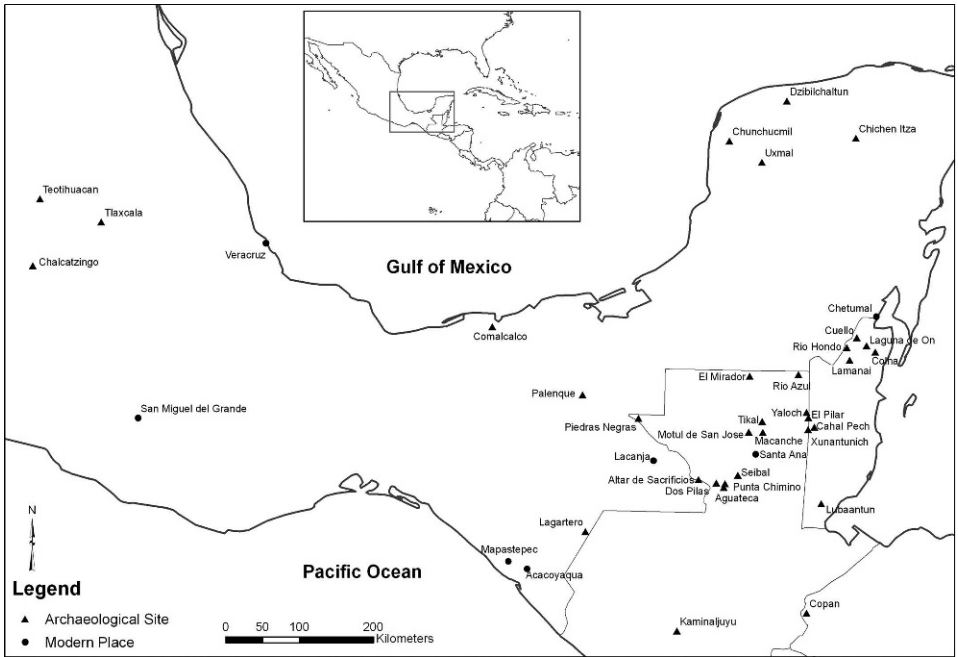 Dzibilchaltun
Chunchucmil
Chichen Itza
Uxmal
Teotihuacan
Tlaxcala
Veracruz
Chalcatzingo
Gulf of Mexico
Chetumal
Comalcalco
Cuello
Laguna de On
Rio Hondo
Colha
Lamanai
El Mirador
Rio Azul
Palenque
San Miguel del Grande
Yaloch
El Pilar
Tikal
Cahal Pech
Piedras Negras
Motul de San Jose
Macanche
Xunantunich
Lacanja
Santa Ana
Seibal
Altar de Sacrificios
Dos Pilas
Punta Chimino
Aguateca
Lubaantun
N
Lagartero
Mapastepec
Acacoyaqua
Pacific Ocean
Legend
Archaeological Site
Modern Place
0 50 100 200
Kilometers
Copan
Kaminaljuyu